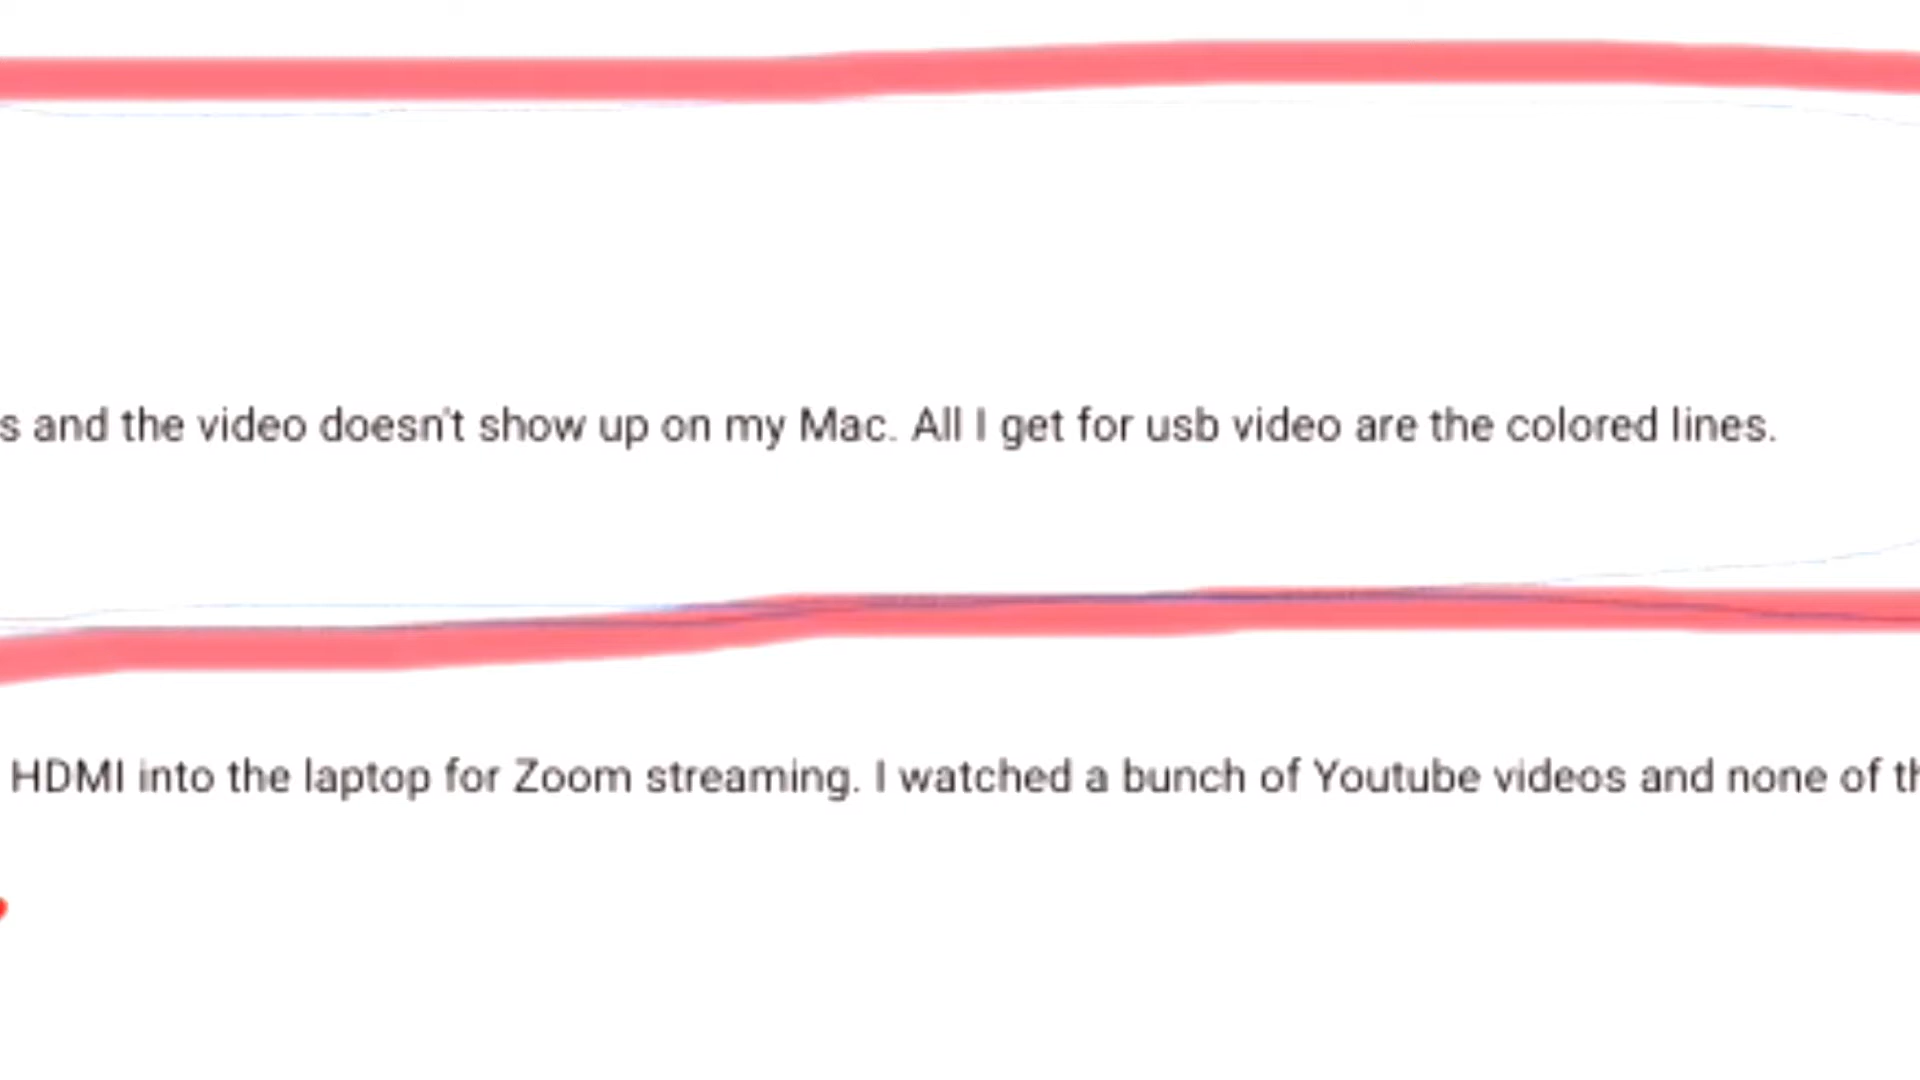 s and the video doesn't show up on my Mac. All I get for usb video are the colored lines.
HDMI into the laptop for Zoom streaming. I watched a bunch of Youtube videos and none of th